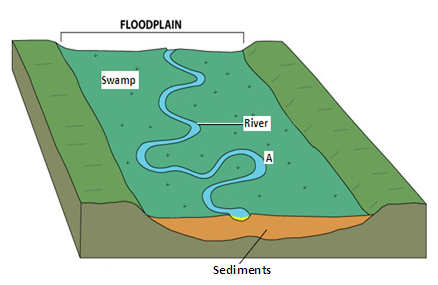 FLOODPLAIN
Swamp
River
A
Sediments